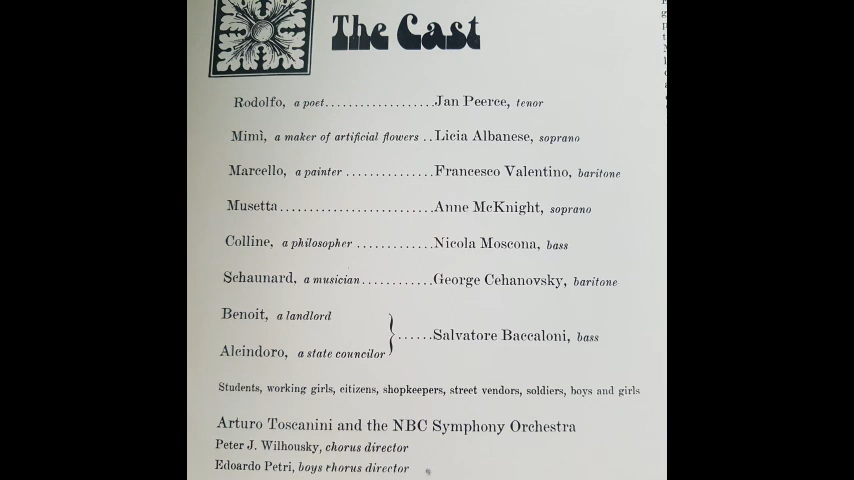 The Cast
Rodolfo, a poet...................Jan Peerce, tenor
Mimì, a maker of artificial flowers ..Licia Albanese, soprano
Marcello, a painter ...............Francesco Valentino, baritone
Musetta..........................Anne McKnight, soprano
Colline, a philosopher .............Nicola Moscona, bass
Schaunard, a musician............George Cehanovsky, baritone
Benoit, a landlord
......Salvatore Baccaloni, bass
Alcindoro, a state councilor
Students, working girls, citizens, shopkeepers, street vendors, soldiers, boys and girls
Arturo Toscanini and the NBC Symphony Orchestra
Peter J. Wilhousky, chorus director
Edoardo Petri, boys chorus director